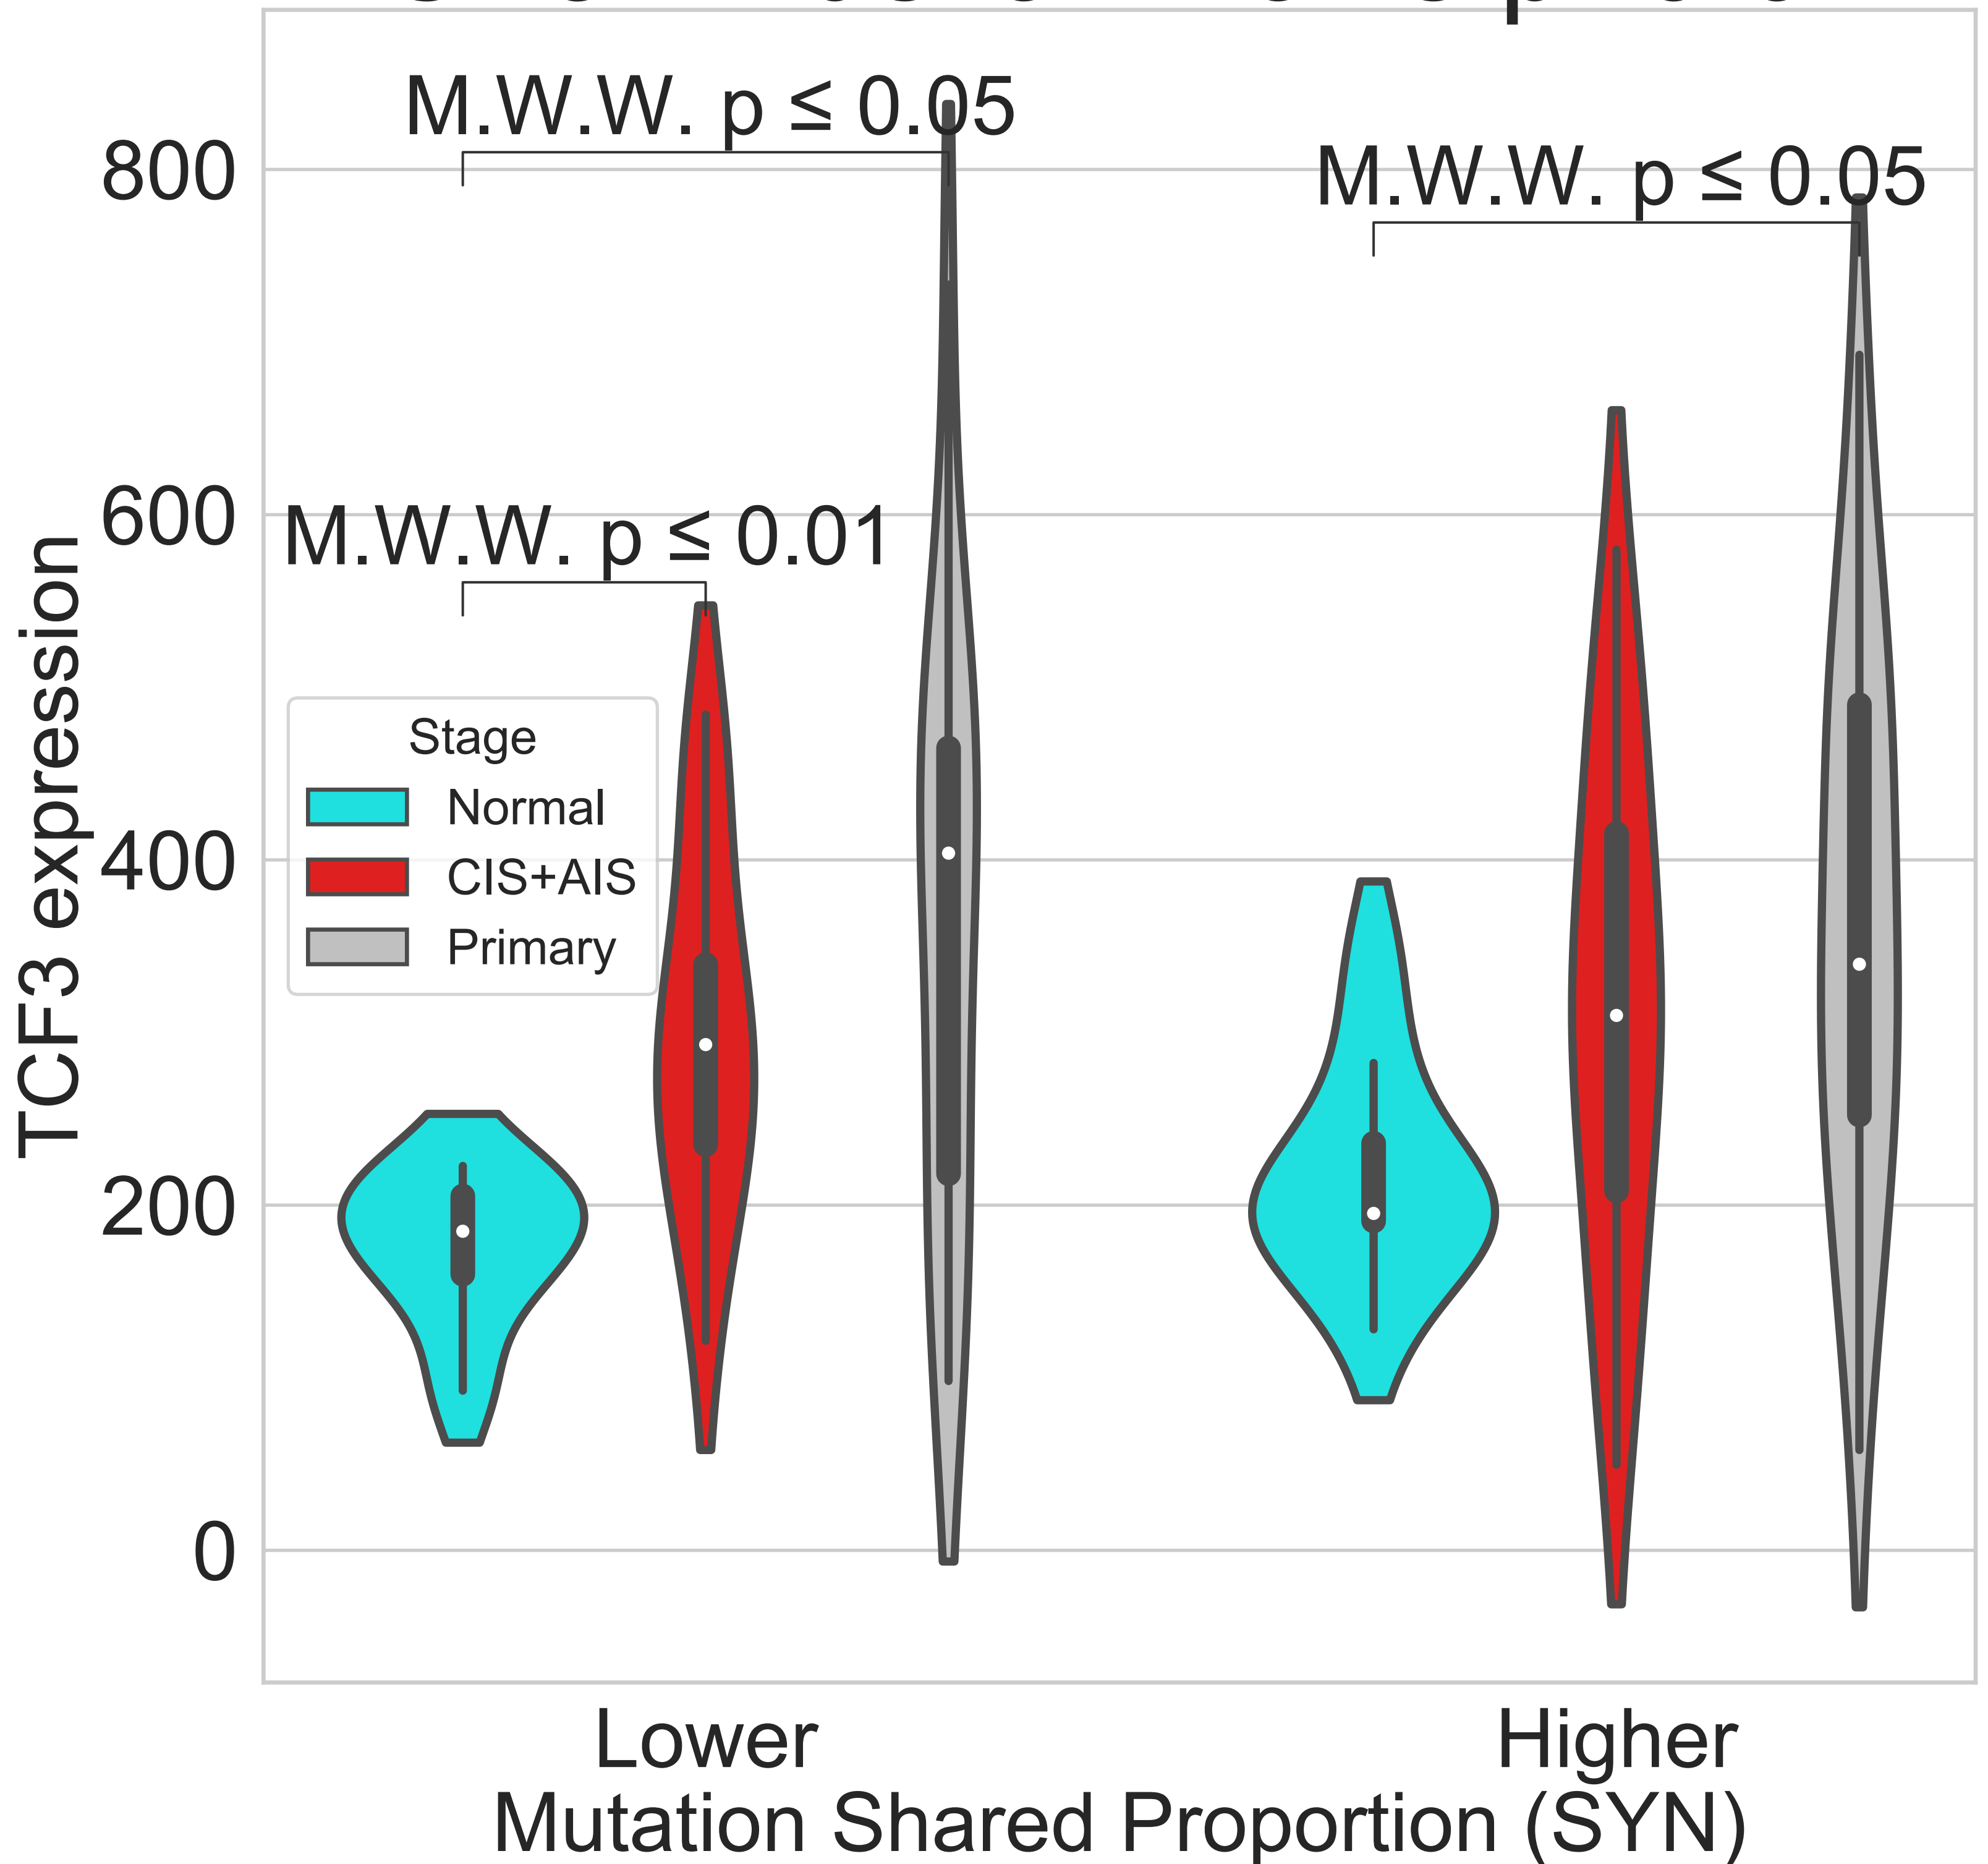 M.W.W. p ≤ 0.05
M.W.W. p ≤ 0.05
M.W.W. p ≤ 0.01
800
600
400
200
0
TCF3 expression
Stage
Normal
CIS+AIS
Primary
Lower
Higher
Mutation Shared Proportion (SYN)